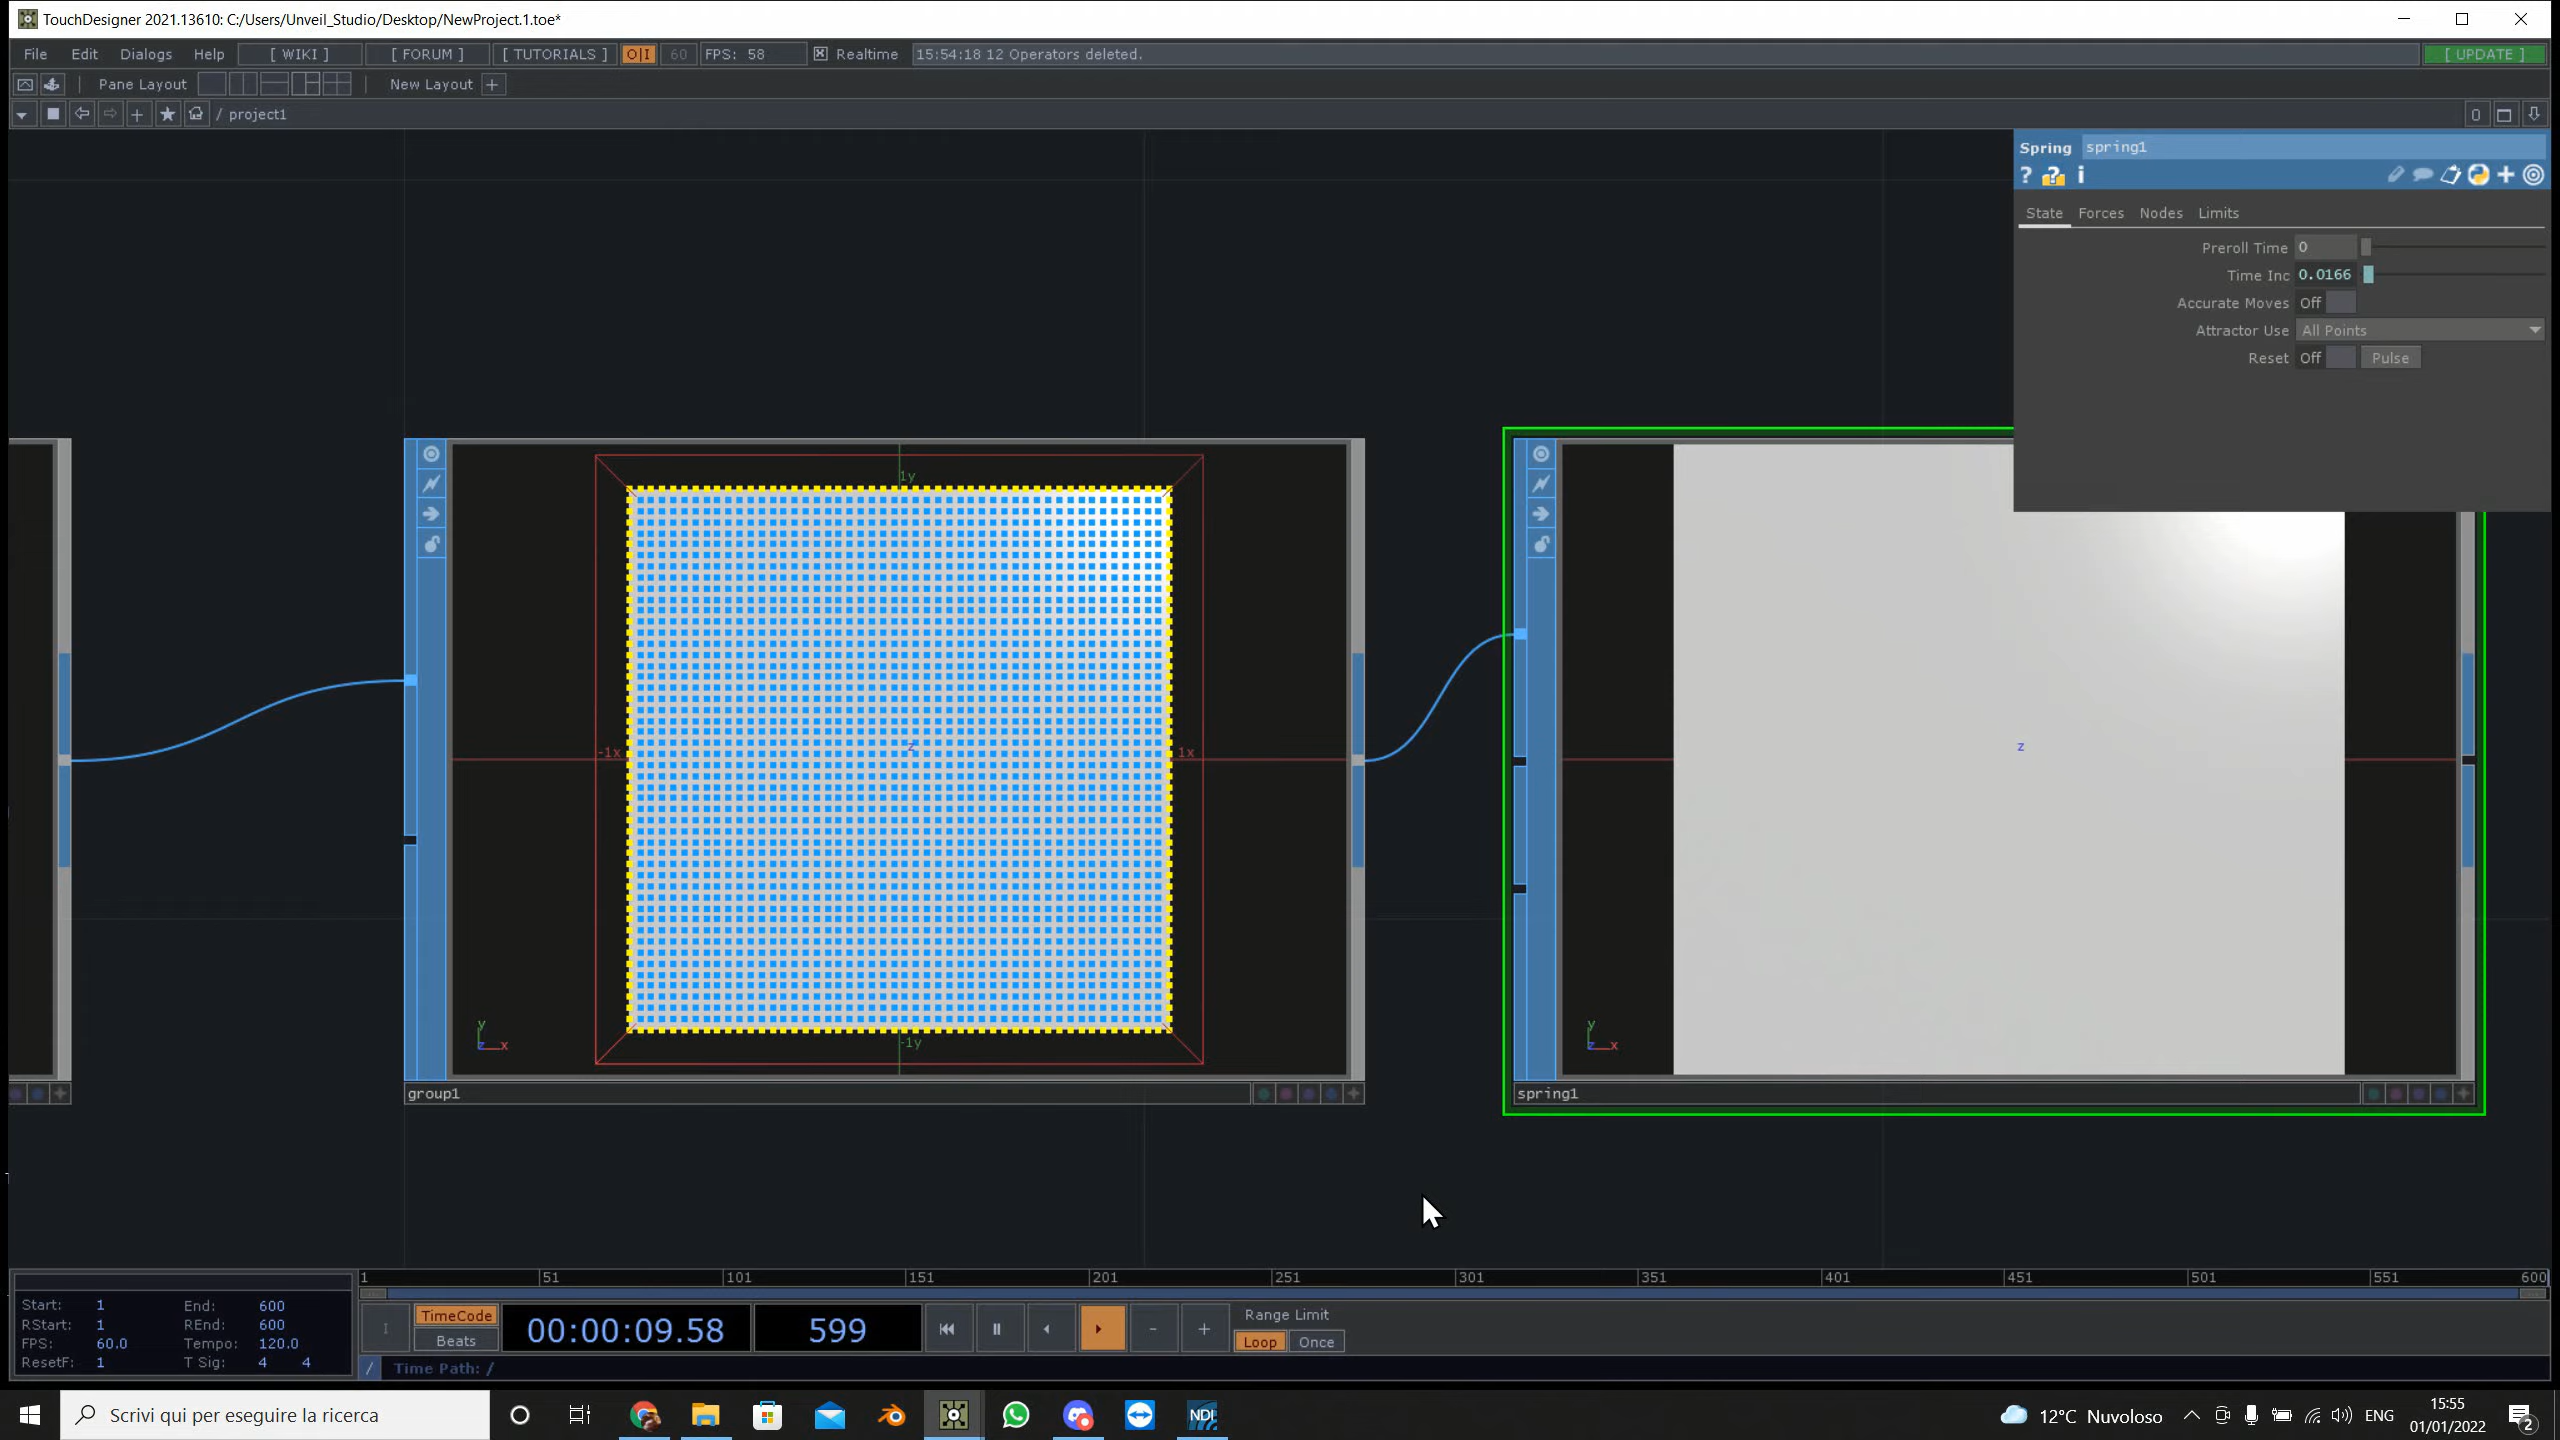 TouchDesigner 2021.13610: C:/Users/Unveil_Studio/Desktop/NewProject.1.toe*
File Edit Dialogs Help [ WIKI ] [ FORUM ] [ TUTORIALS ] O|I 60 FPS: 58 Realtime 15:54:18 12 Operators deleted. [ UPDATE ]
Pane Layout New Layout +
/ project1 0
Spring spring1
? ? i
State Forces Nodes Limits
Preroll Time 0
Time Inc 0.0166
Accurate Moves Off
Attractor Use All Points
Reset Off Pulse
1y
-1x z 1x
z
-1y
y
z x
y
z x
group1
spring1
1 51 101 151 201 251 301 351 401 451 501 551 600
Start: 1 End: 600
RStart: 1 REnd: 600
FPS: 60.0 Tempo: 120.0
ResetF: 1 T Sig: 4 4
I TimeCode 00:00:09.58 599 - + Range Limit
Beats Loop Once
/ Time Path: /
Scrivi qui per eseguire la ricerca
NDI
12°C Nuvoloso ENG 15:55
01/01/2022
2